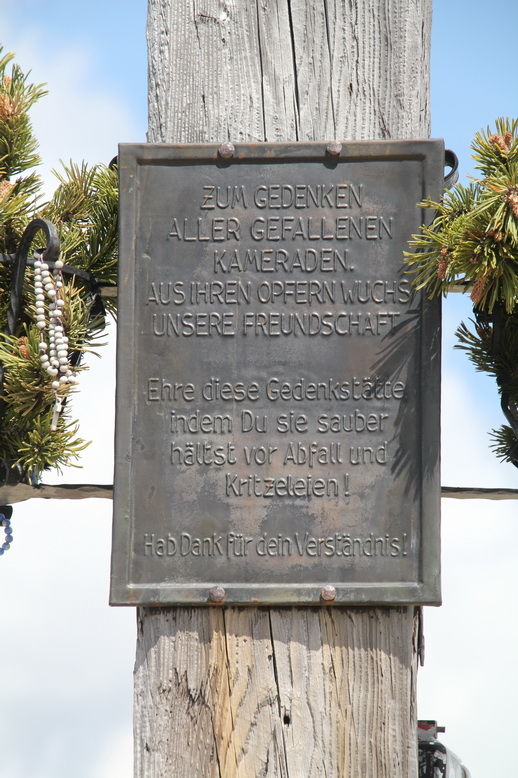 ZUM GEDENKEN
ALLER GEFALLENEN
KAMERADEN.
AUS IHREN OPFERN WUCHS
UNSERE FREUNDSCHAFT
Ehre diese Gedenkstätte
indem Du sie sauber
hältst vor Abfall und
Kritzeleien!
Hab Dank für dein Verständnis!